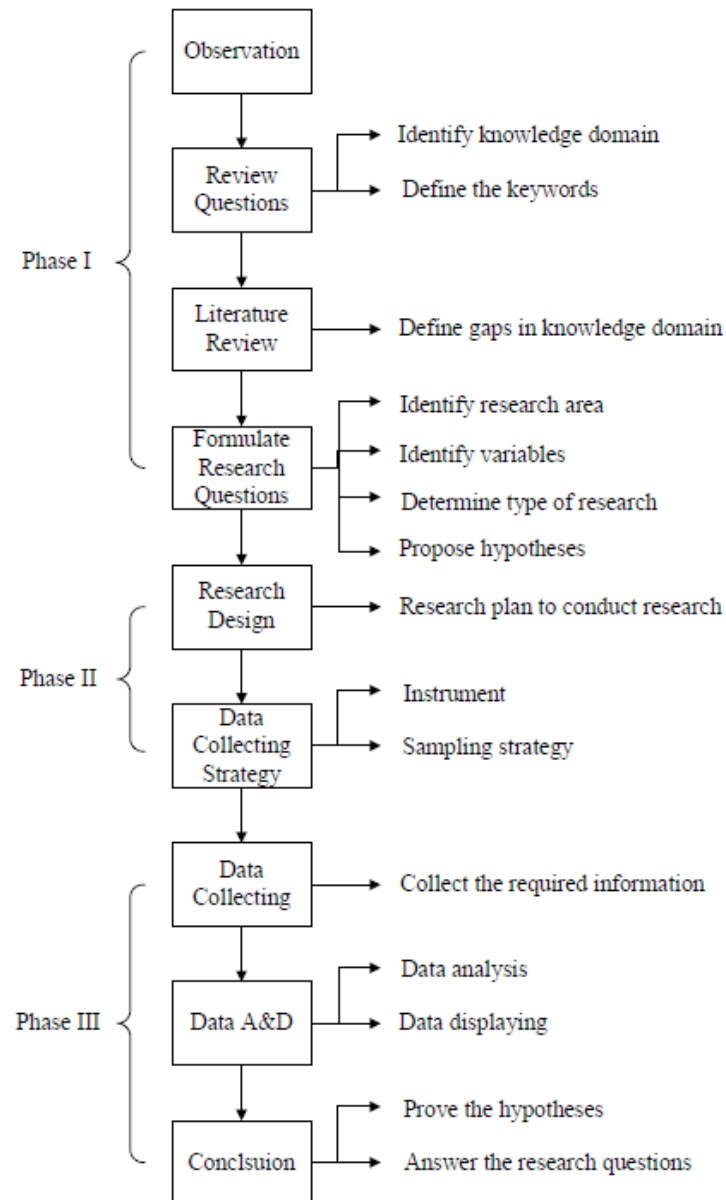 Observation
Identify knowledge domain
Review
Questions
Define the keywords
Phase I
Literature
Review
Define gaps in knowledge domain
Identify research area
Formulate
Research
Questions
Identify variables
Determine type of research
Propose hypotheses
Research
Design
Research plan to conduct research
Phase II
Instrument
Data
Collecting
Strategy
Sampling strategy
Data
Collecting
Collect the required information
Data analysis
Phase III
Data A&D
Data displaying
Prove the hypotheses
Conclsuion
Answer the research questions